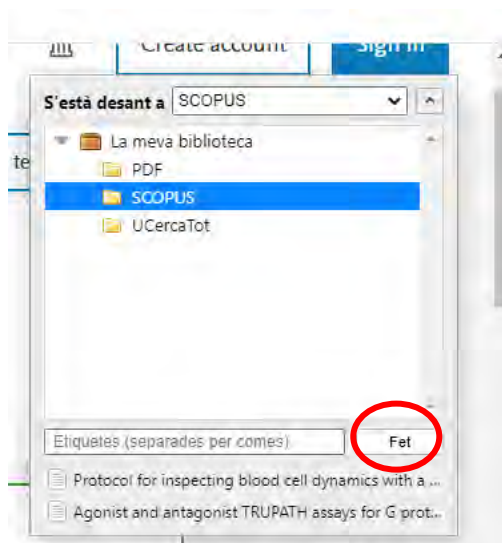 Create account
Sign in
S'està desant a SCOPUS
La meva biblioteca
te
PDF
SCOPUS
UCercaTot
Etiquetes (separades per comes)
Fet
Protocol for inspecting blood cell dynamics with a ...
Agonist and antagonist TRUPATH assays for G prot...